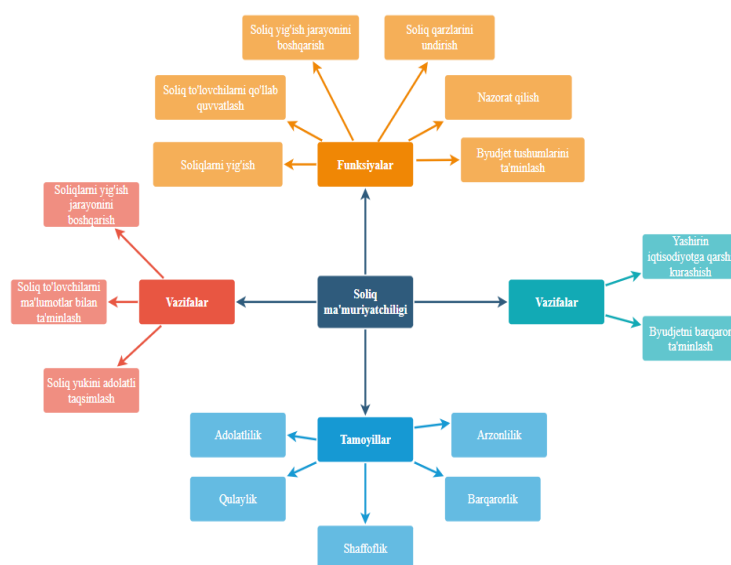 Soliq yig'ish jarayonini
boshqarish
Soliq qarzlarini
undirish
Soliq to'lovchilarni qo'llab
quvvatlash
Nazorat qilish
Soliqlarni yig'ish
Funksiyalar
Byudjet tushumlarini
ta'minlash
Soliqlarni yig'ish
jarayonini
boshqarish
Soliq to'lovchilarni
ma'lumotlar bilan
ta'minlash
Soliq yukini adolatli
taqsimlash
Vazifalar
Soliq
ma'muriyatchiligi
Vazifalar
Yashirin
iqtisodiyotga qarshi
kurashish
Byudjetni barqaror
ta'minlash
Adolatlilik
Tamoyillar
Arzonlilik
Qulaylik
Barqarorlik
Shaffoflik